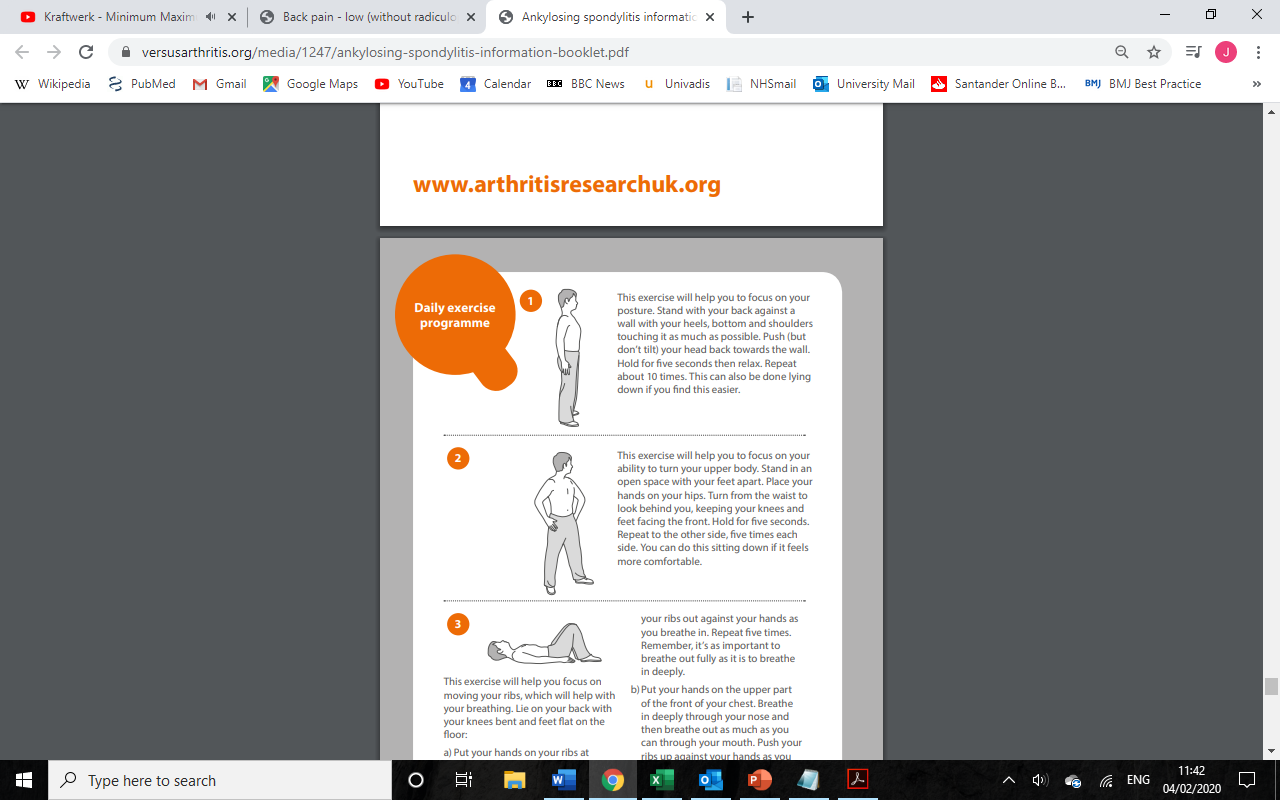 Kraftwerk - Minimum Maxim
Back pain - low (without radiculo
Ankylosing spondylitis informatio
versusarthritis.org/media/1247/ankylosing-spondylitis-information-booklet.pdf
J
Wikipedia
PubMed
Gmail
Google Maps
YouTube
4
Calendar
BBC
BBC News
u
Univadis
NHSmail
University Mail
Santander Online B...
BMJ
BMJ Best Practice
»
www.arthritisresearchuk.org
Daily exercise
programme
1
This exercise will help you to focus on your
posture. Stand with your back against a
wall with your heels, bottom and shoulders
touching it as much as possible. Push (but
don’t tilt) your head back towards the wall.
Hold for five seconds then relax. Repeat
about 10 times. This can also be done lying
down if you find this easier.
2
This exercise will help you to focus on your
ability to turn your upper body. Stand in an
open space with your feet apart. Place your
hands on your hips. Turn from the waist to
look behind you, keeping your knees and
feet facing the front. Hold for five seconds.
Repeat to the other side, five times each
side. You can do this sitting down if it feels
more comfortable.
3
This exercise will help you focus on
moving your ribs, which will help with
your breathing. Lie on your back with
your knees bent and feet flat on the
floor:
a) Put your hands on your ribs at
your ribs out against your hands as
you breathe in. Repeat five times.
Remember, it’s as important to
breathe out fully as it is to breathe
in deeply.
b) Put your hands on the upper part
of the front of your chest. Breathe
in deeply through your nose and
then breathe out as much as you
can through your mouth. Push your
ribs up against your hands as you
Type here to search
ENG
11:42
04/02/2020